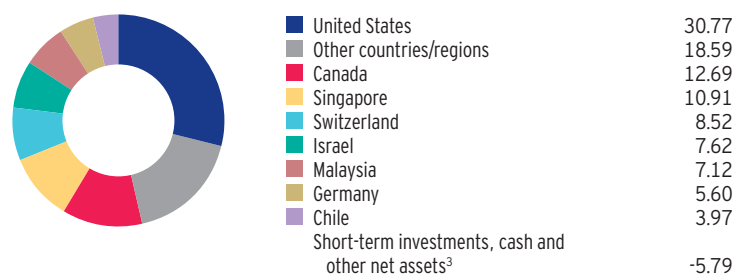 United States 30.77
Other countries/regions 18.59
Canada 12.69
Singapore 10.91
Switzerland 8.52
Israel 7.62
Malaysia 7.12
Germany 5.60
Chile 3.97
Short-term investments, cash and
other net assets³ -5.79